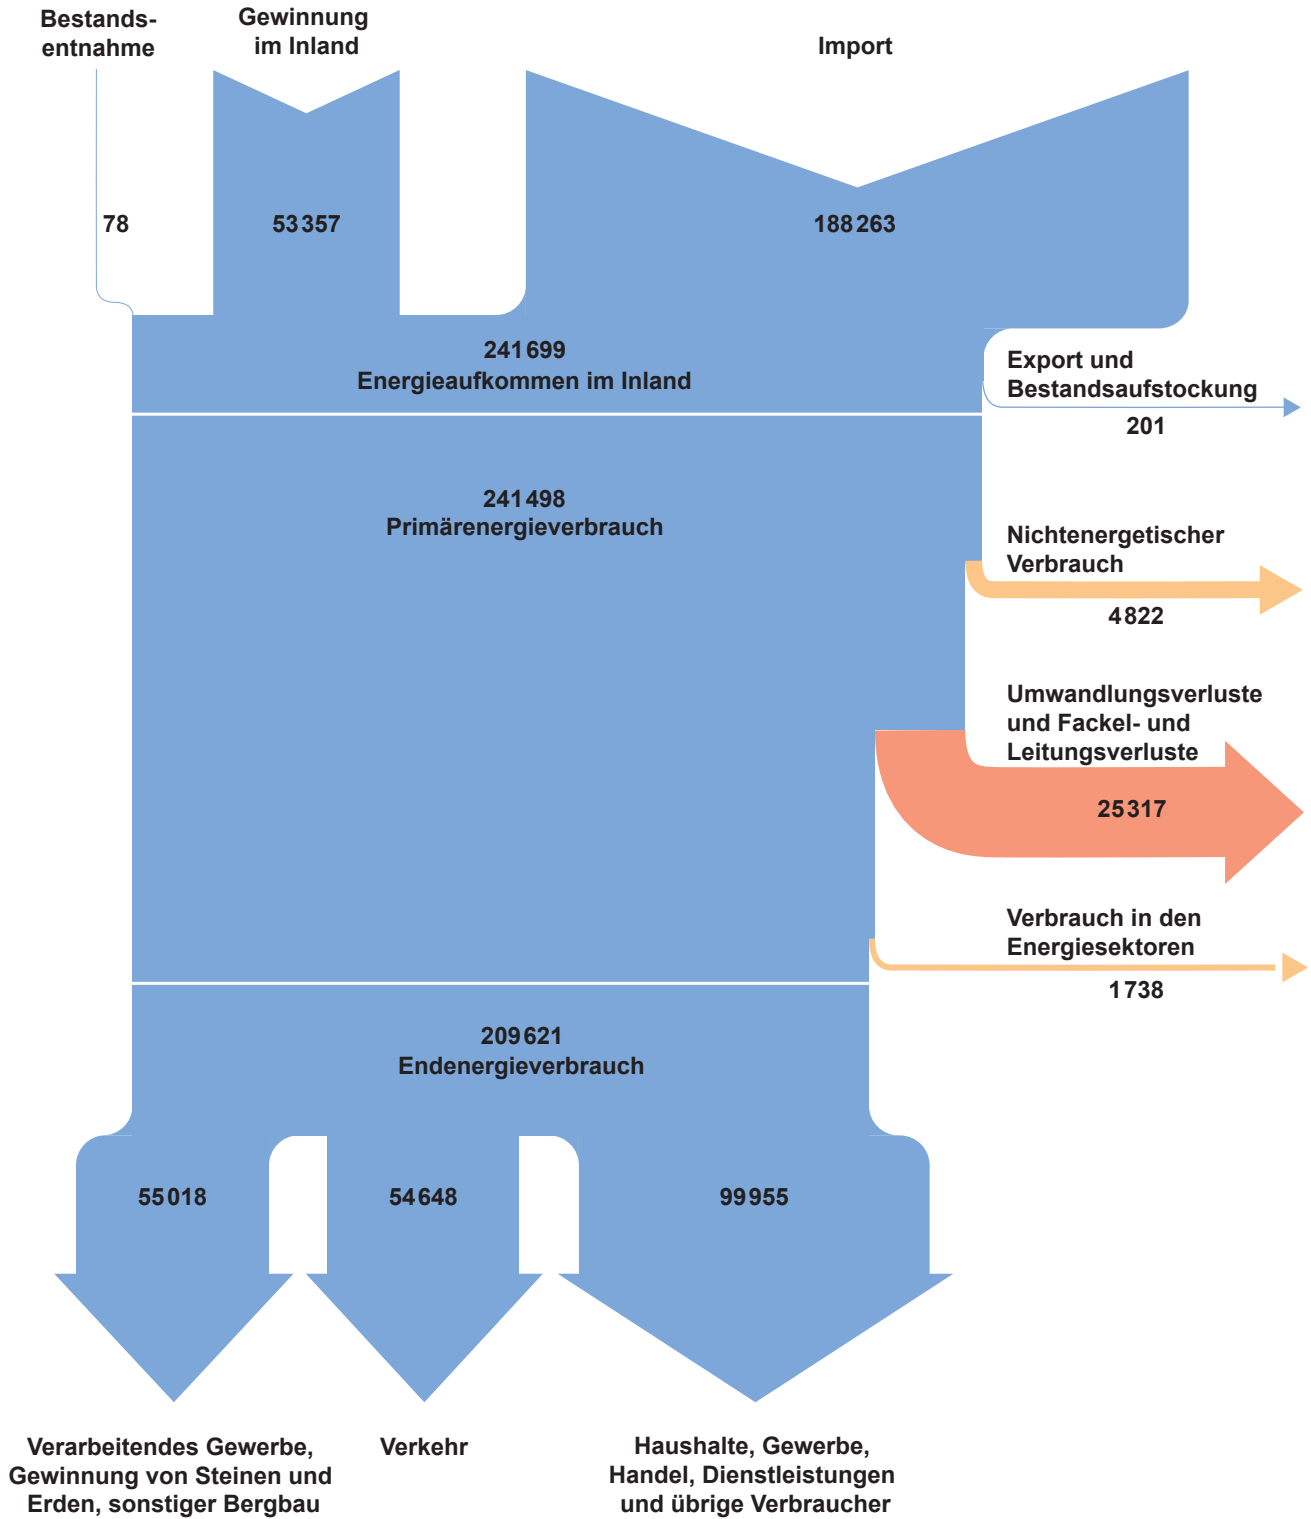 Bestands-
entnahme
Gewinnung
im Inland
Import
78
53 357
188 263
241 699
Energieaufkommen im Inland
Export und
Bestandsaufstockung
201
241 498
Primärenergieverbrauch
Nichtenergetischer
Verbrauch
4 822
Umwandlungsverluste
und Fackel- und
Leitungsverluste
25 317
Verbrauch in den
Energiesektoren
1 738
209 621
Endenergieverbrauch
55 018
54 648
99 955
Verarbeitendes Gewerbe,
Gewinnung von Steinen und
Erden, sonstiger Bergbau
Verkehr
Haushalte, Gewerbe,
Handel, Dienstleistungen
und übrige Verbraucher